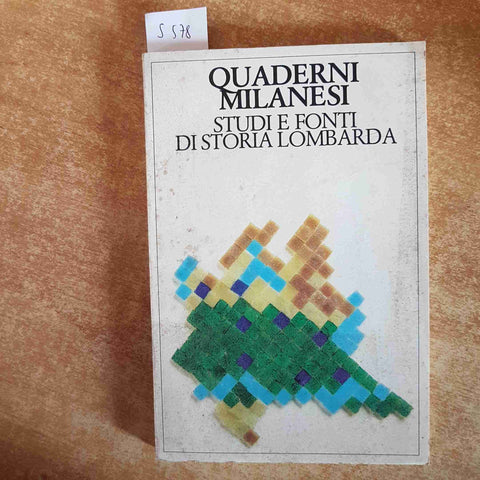 S 578
QUADERNI
MILANESI
STUDI E FONTI
DI STORIA LOMBARDA